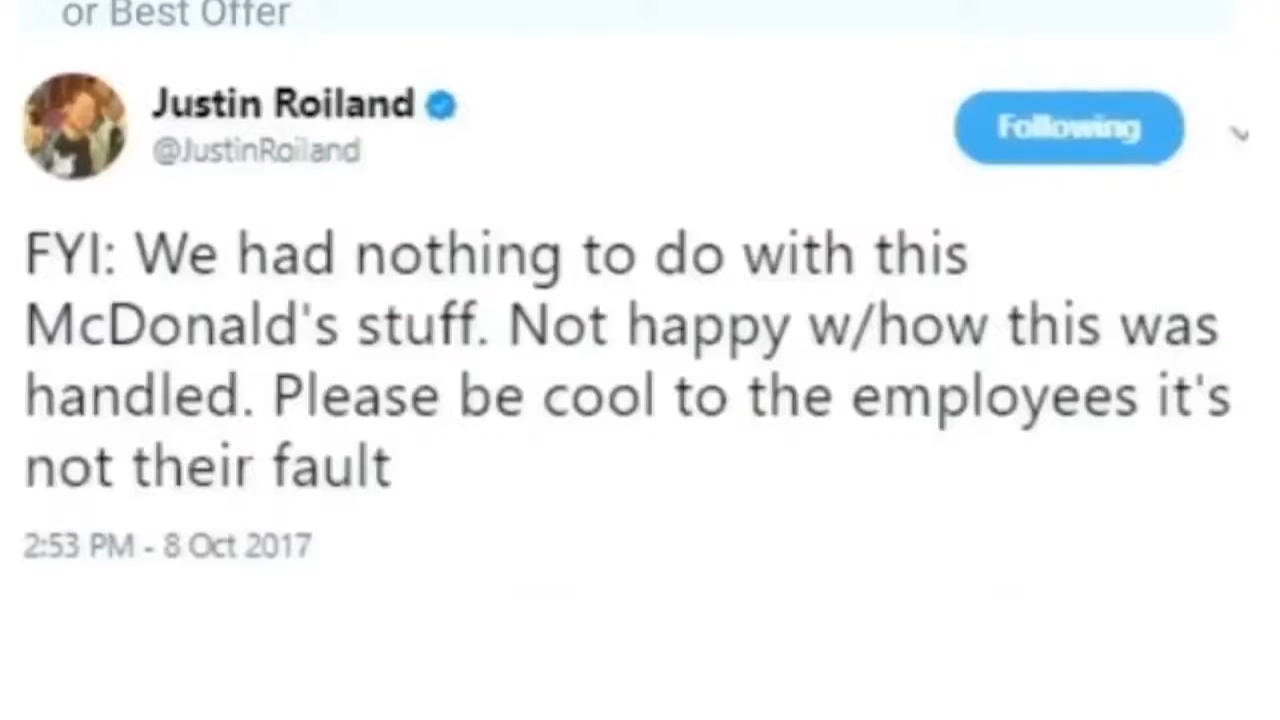 or Best Offer
Justin Roiland
@JustinRoiland
Following
FYI: We had nothing to do with this
McDonald's stuff. Not happy w/how this was
handled. Please be cool to the employees it's
not their fault
2:53 PM - 8 Oct 2017